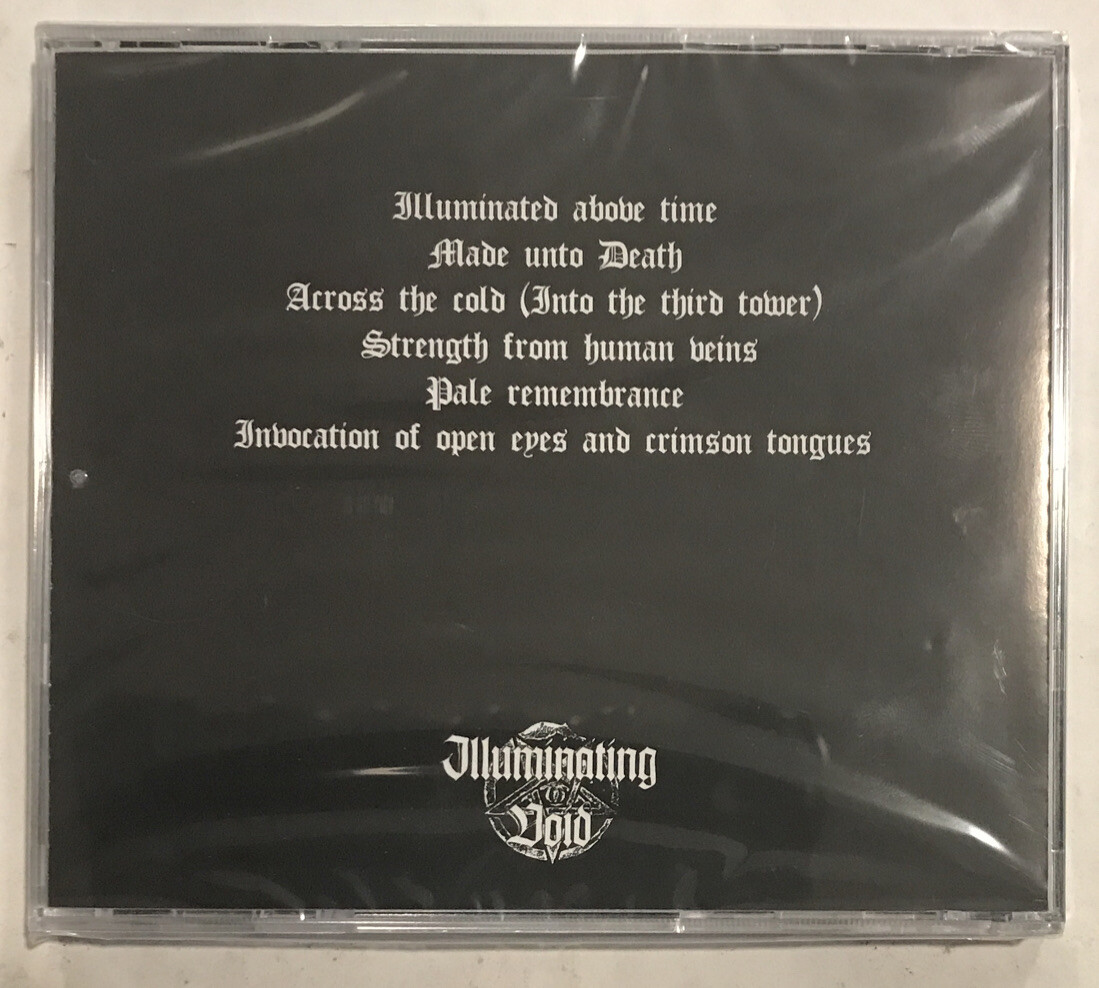 Illuminated above time
Made unto Death
Across the cold (Into the third tower)
Strength from human veins
Pale remembrance
Invocation of open eyes and crimson tongues
Illuminating
Void